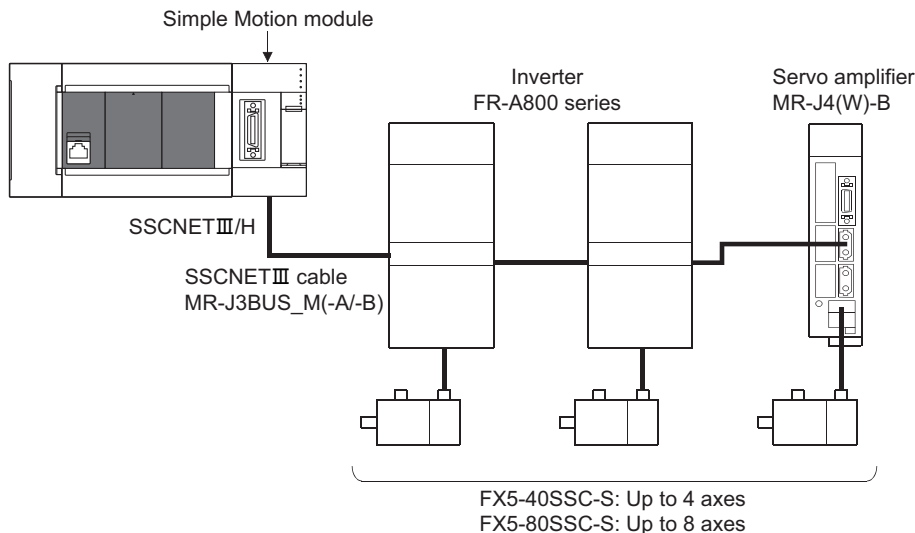 Simple Motion module
Inverter
FR-A800 series
Servo amplifier
MR-J4(W)-B
SSCNETⅢ/H
SSCNETⅢ cable
MR-J3BUS_M(-A/-B)
FX5-40SSC-S: Up to 4 axes
FX5-80SSC-S: Up to 8 axes